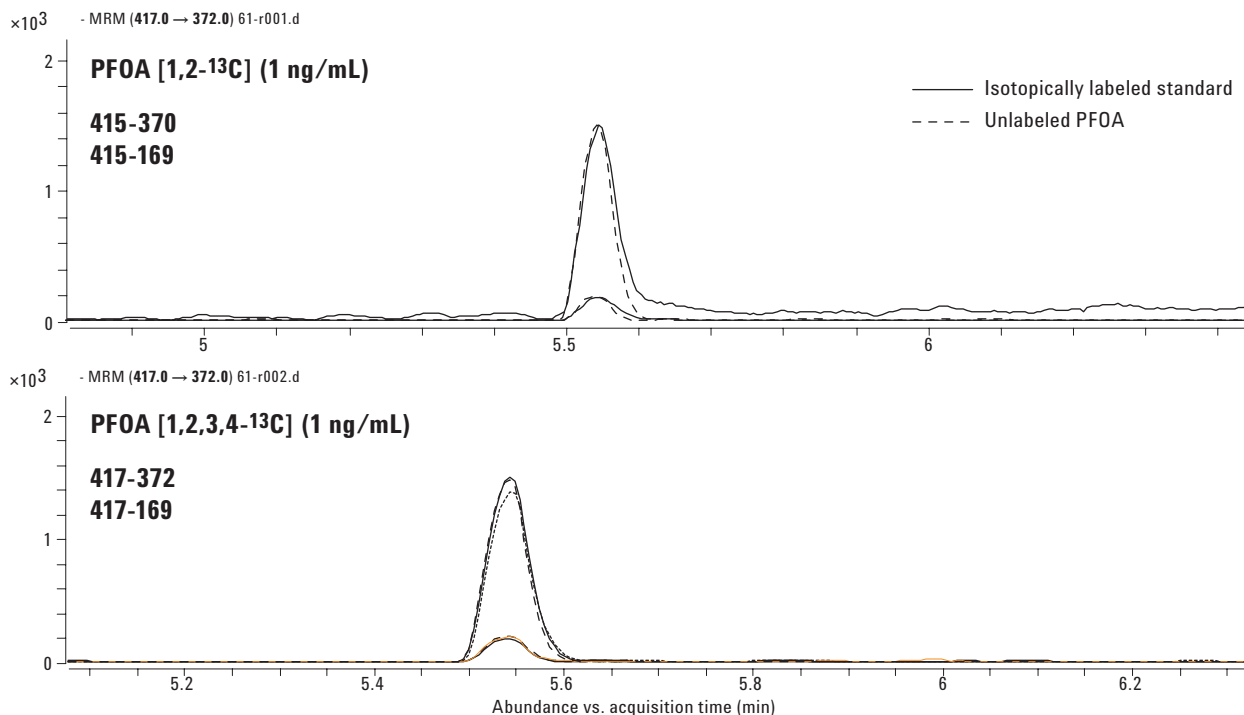 ×10³ - MRM (417.0 → 372.0) 61-r001.d
2
PFOA [1,2-¹³C] (1 ng/mL)
415-370
415-169
Isotopically labeled standard
Unlabeled PFOA
1
0
5 5.5 6
×10³ - MRM (417.0 → 372.0) 61-r002.d
2
PFOA [1,2,3,4-¹³C] (1 ng/mL)
417-372
417-169
1
0
5.2 5.4 5.6 5.8 6 6.2
Abundance vs. acquisition time (min)